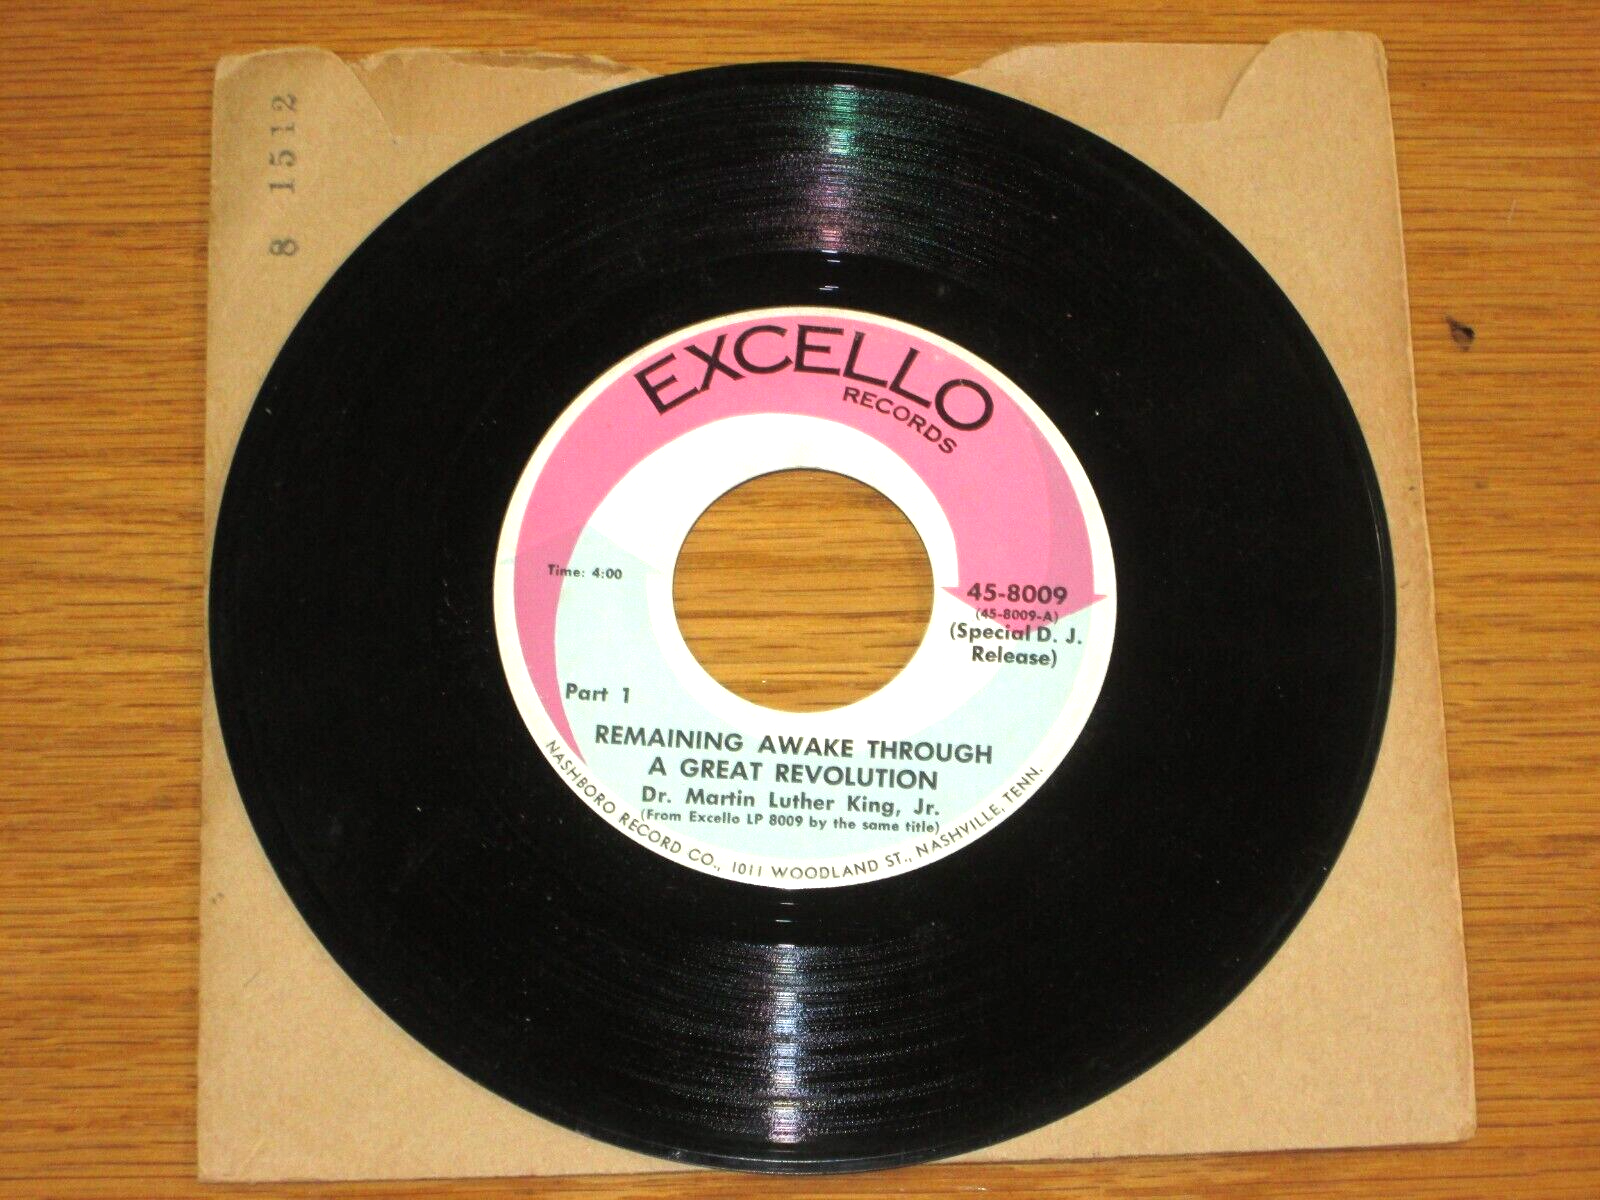 8 1512
EXCELLO
RECORDS
Time: 4:00
45-8009
(45-8009-A)
(Special D. J.
Release)
Part 1
REMAINING AWAKE THROUGH
A GREAT REVOLUTION
Dr. Martin Luther King, Jr.
(From Excello LP 8009 by the same title)
NASHBORO RECORD CO., 1011 WOODLAND ST., NASHVILLE, TENN.